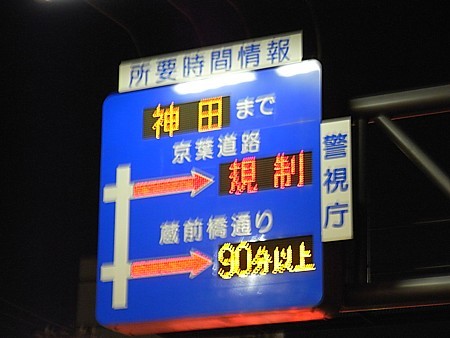 所要時間情報
神田まで
京葉道路
規制
蔵前橋通り
90分以上
警視庁